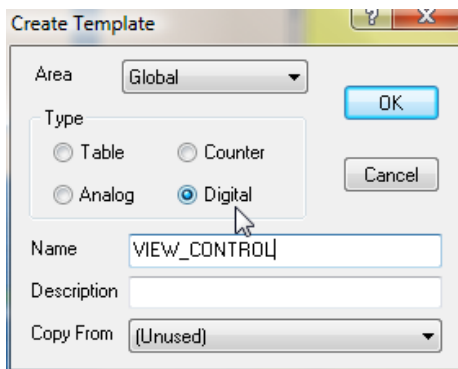 Create Template
Area Global
OK
Type
Table Counter
Cancel
Analog Digital
Name VIEW_CONTROL
Description
Copy From (Unused)